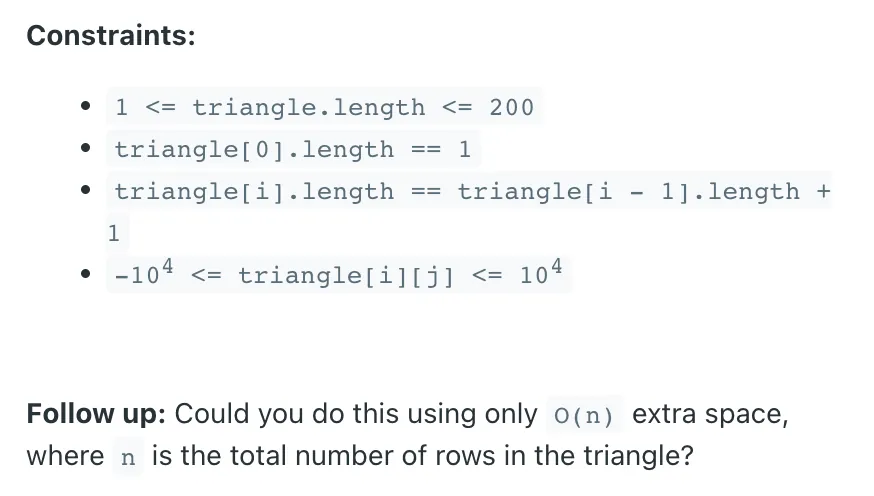 Constraints:
• 1 <= triangle.length <= 200
• triangle[0].length == 1
• triangle[i].length == triangle[i - 1].length +
1
• -10⁴ <= triangle[i][j] <= 10⁴
Follow up: Could you do this using only O(n) extra space,
where n is the total number of rows in the triangle?